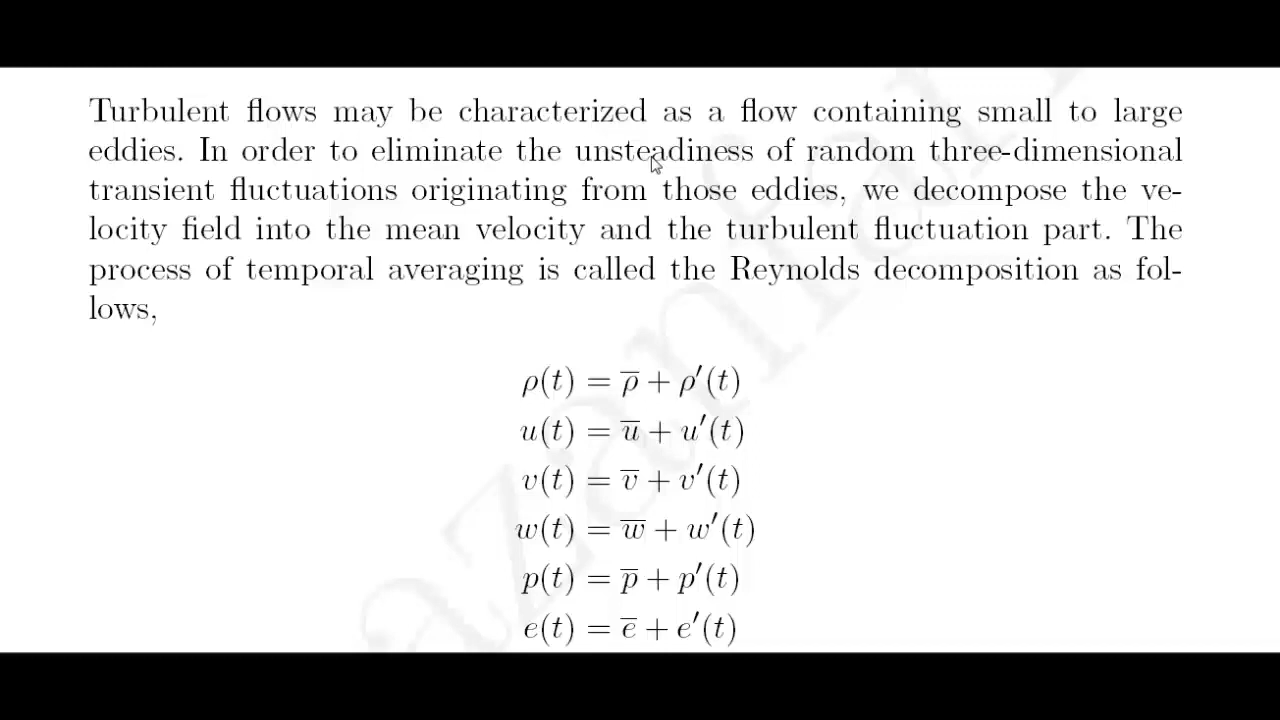 Turbulent flows may be characterized as a flow containing small to large
eddies. In order to eliminate the unsteadiness of random three-dimensional
transient fluctuations originating from those eddies, we decompose the ve-
locity field into the mean velocity and the turbulent fluctuation part. The
process of temporal averaging is called the Reynolds decomposition as fol-
lows,
ρ(t) = ρ̅ + ρ′(t)
u(t) = u̅ + u′(t)
v(t) = v̅ + v′(t)
w(t) = w̅ + w′(t)
p(t) = p̅ + p′(t)
e(t) = e̅ + e′(t)